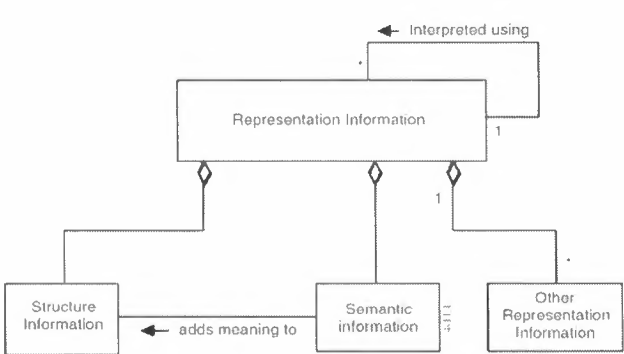 Interpreted using
*
Representation Information
1
1
*
Structure
Information
adds meaning to
Semantic
information
Other
Representation
Information